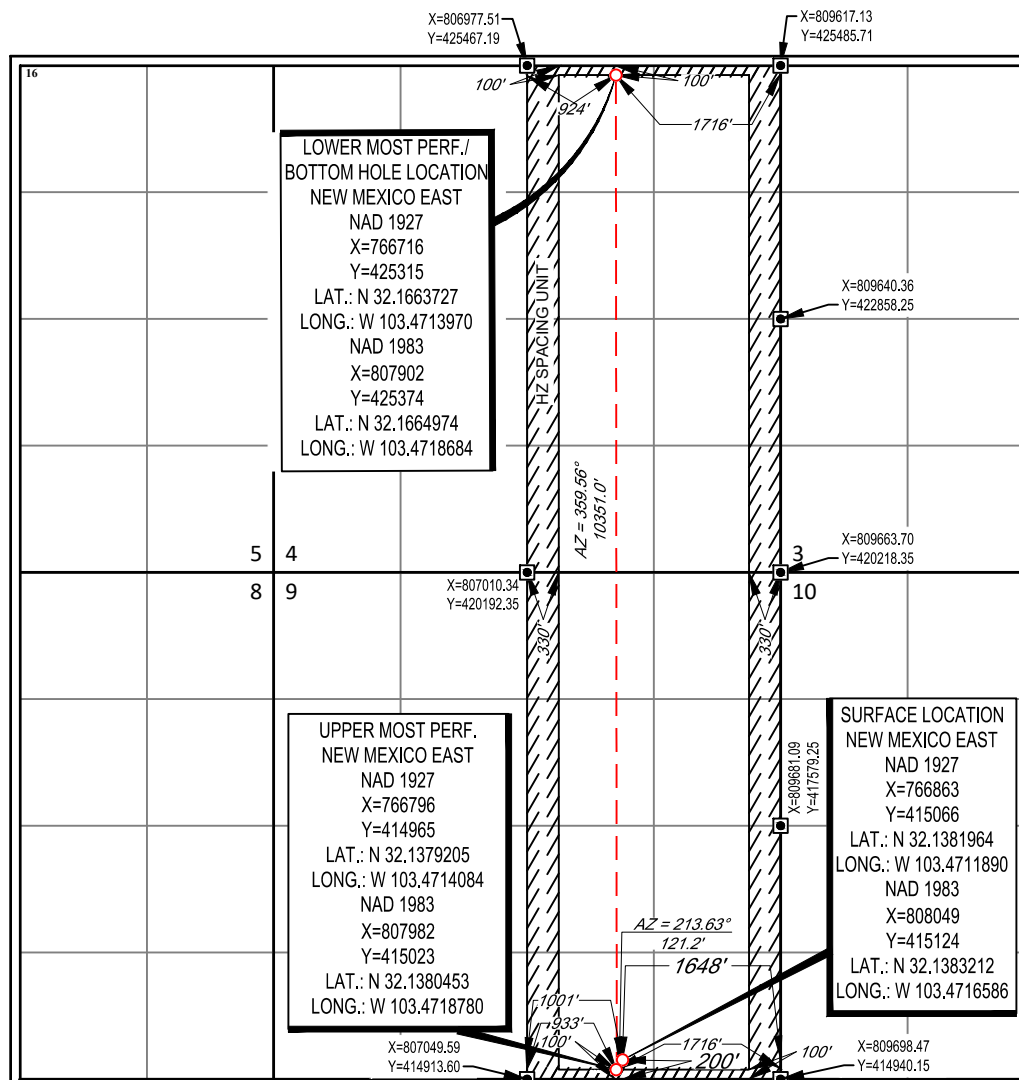 X=806977.51
Y=425467.19
X=809617.13
Y=425485.71
16
100'
924'
100'
1716'
LOWER MOST PERF./
BOTTOM HOLE LOCATION
NEW MEXICO EAST
NAD 1927
X=766716
Y=425315
LAT.: N 32.1663727
LONG.: W 103.4713970
NAD 1983
X=807902
Y=425374
LAT.: N 32.1664974
LONG.: W 103.4718684
HZ SPACING UNIT
X=809640.36
Y=422858.25
AZ = 359.56°
10351.0'
5 4
8 9
X=807010.34
Y=420192.35
3
10
X=809663.70
Y=420218.35
330'
330'
UPPER MOST PERF.
NEW MEXICO EAST
NAD 1927
X=766796
Y=414965
LAT.: N 32.1379205
LONG.: W 103.4714084
NAD 1983
X=807982
Y=415023
LAT.: N 32.1380453
LONG.: W 103.4718780
X=809681.09
Y=417579.25
SURFACE LOCATION
NEW MEXICO EAST
NAD 1927
X=766863
Y=415066
LAT.: N 32.1381964
LONG.: W 103.4711890
NAD 1983
X=808049
Y=415124
LAT.: N 32.1383212
LONG.: W 103.4716586
AZ = 213.63°
121.2'
1648'
1001'
933'
100'
1716'
200'
100'
X=807049.59
Y=414913.60
X=809698.47
Y=414940.15